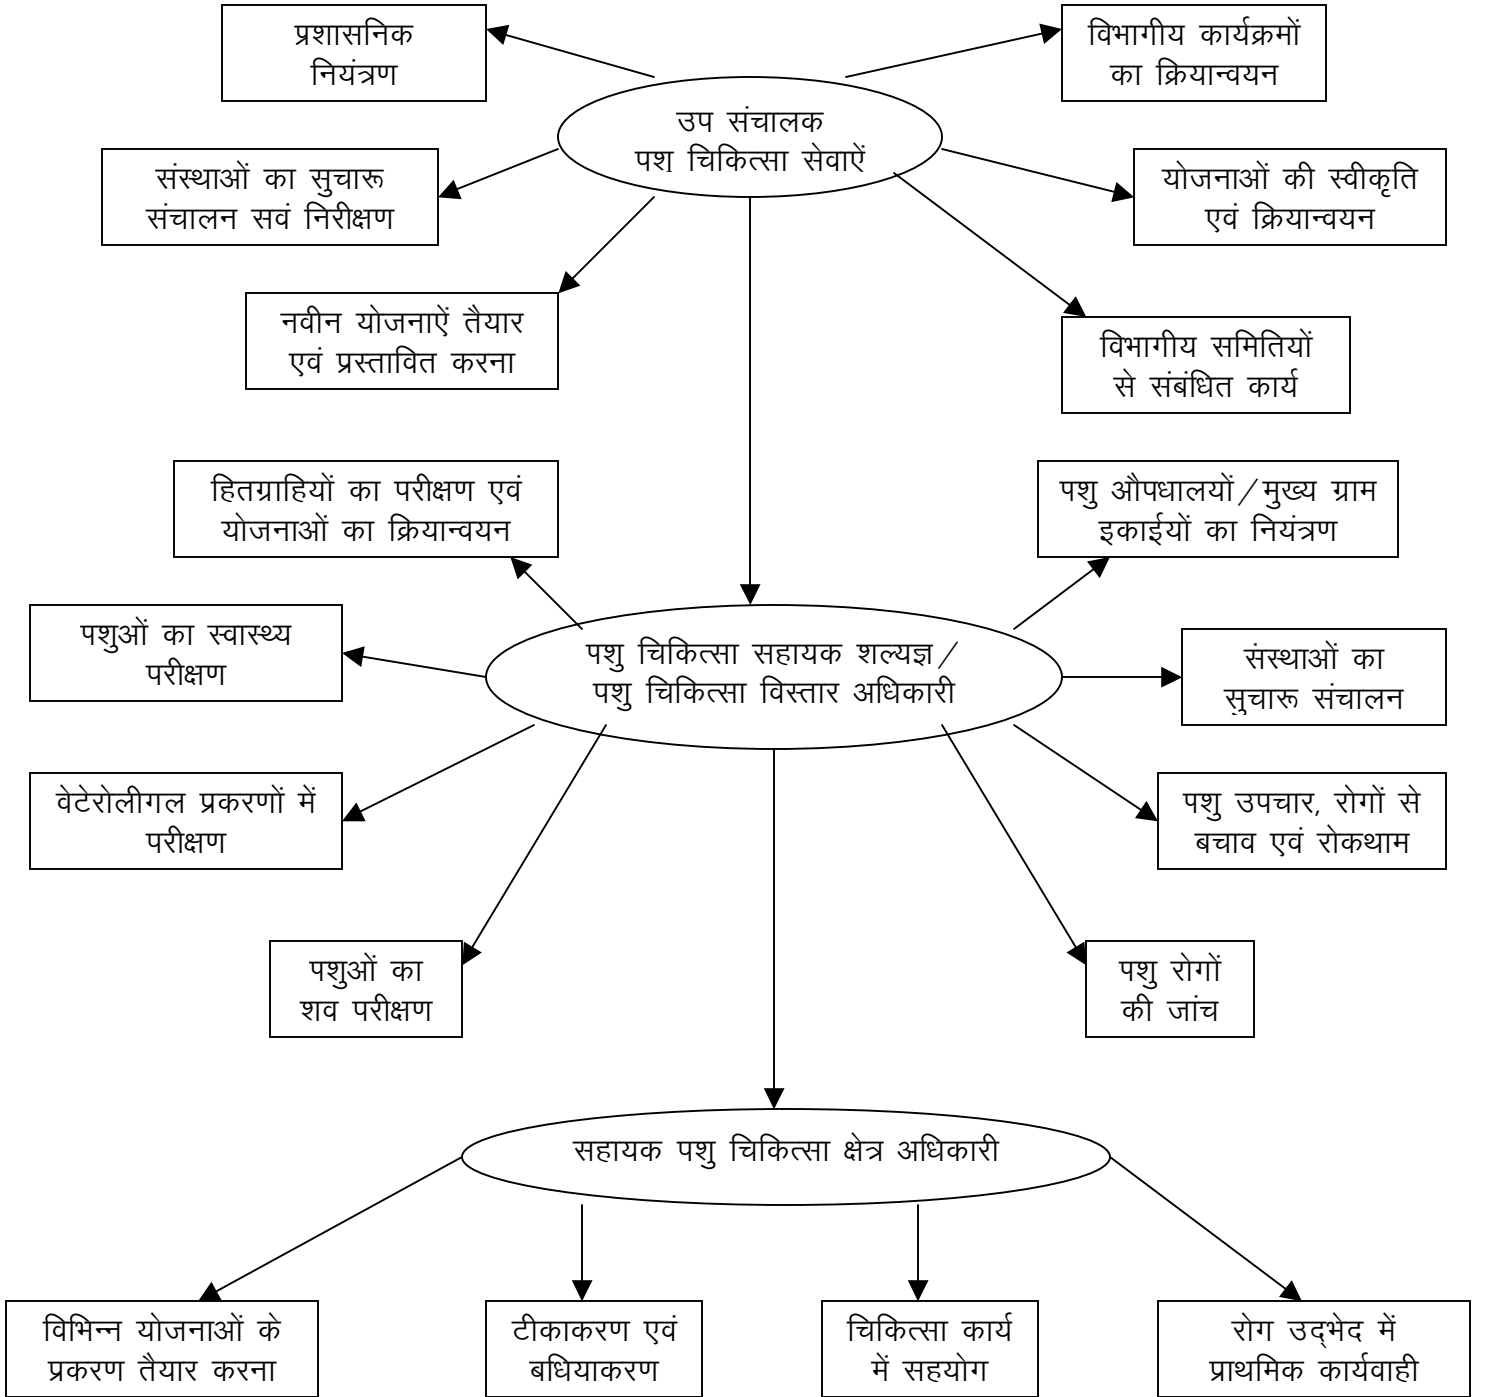 प्रशासनिक
नियंत्रण
विभागीय कार्यक्रमों
का क्रियान्वयन
उप संचालक
पशु चिकित्सा सेवाऐं
संस्थाओं का सुचारू
संचालन सवं निरीक्षण
योजनाओं की स्वीकृति
एवं क्रियान्वयन
नवीन योजनाऐं तैयार
एवं प्रस्तावित करना
विभागीय समितियों
से संबंधित कार्य
हितग्राहियों का परीक्षण एवं
योजनाओं का क्रियान्वयन
पशु औपधालयों/मुख्य ग्राम
इकाईयों का नियंत्रण
पशुओं का स्वास्थ्य
परीक्षण
पशु चिकित्सा सहायक शल्यज्ञ/
पशु चिकित्सा विस्तार अधिकारी
संस्थाओं का
सुचारू संचालन
वेटेरोलीगल प्रकरणों में
परीक्षण
पशु उपचार, रोगों से
बचाव एवं रोकथाम
पशुओं का
शव परीक्षण
पशु रोगों
की जांच
सहायक पशु चिकित्सा क्षेत्र अधिकारी
विभिन्न योजनाओं के
प्रकरण तैयार करना
टीकाकरण एवं
बधियाकरण
चिकित्सा कार्य
में सहयोग
रोग उद्भेद में
प्राथमिक कार्यवाही